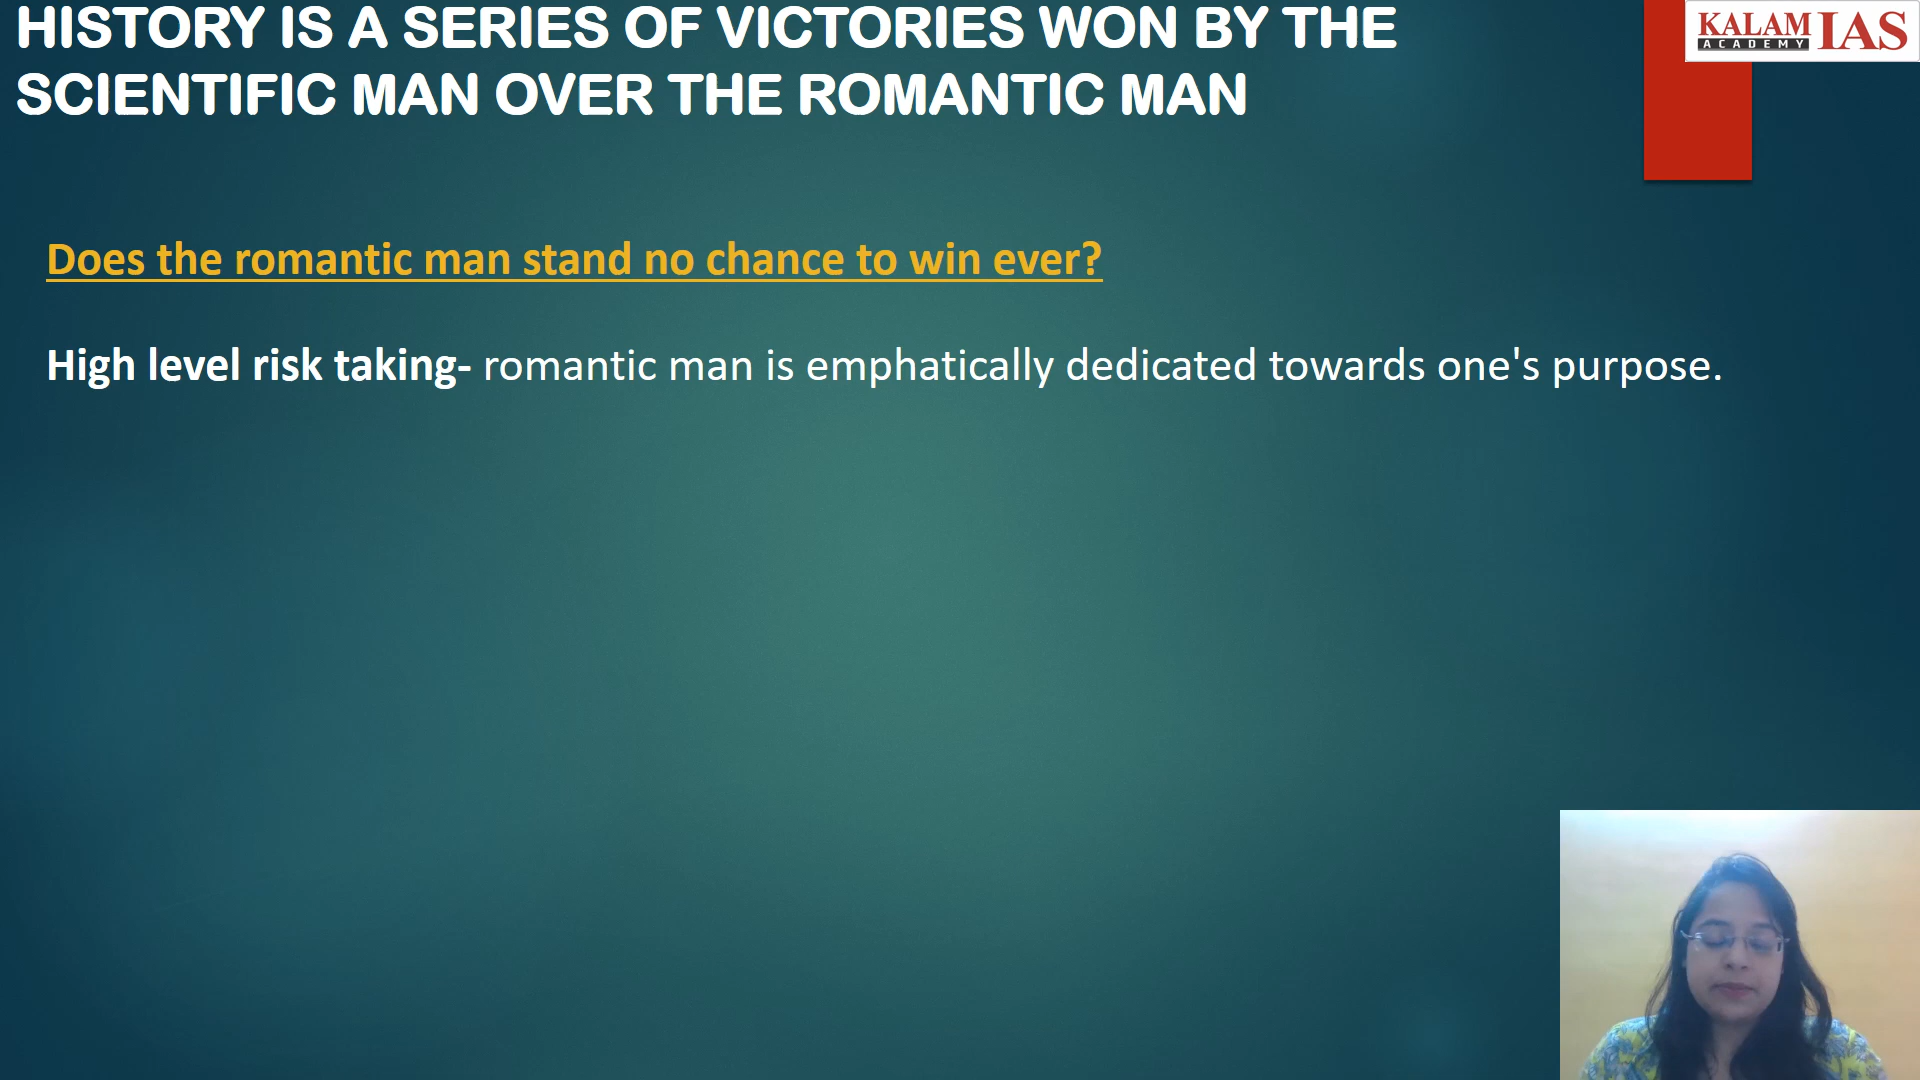 HISTORY IS A SERIES OF VICTORIES WON BY THE
SCIENTIFIC MAN OVER THE ROMANTIC MAN
KALAM IAS
ACADEMY
Does the romantic man stand no chance to win ever?
High level risk taking- romantic man is emphatically dedicated towards one's purpose.